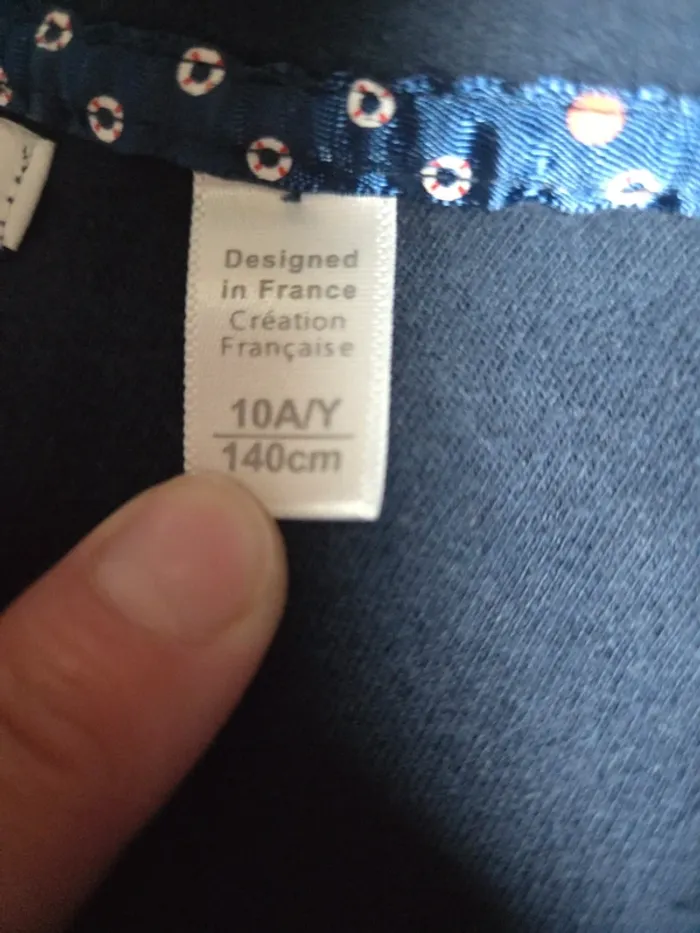 Designed
in France
Création
Française
10A/Y
140cm